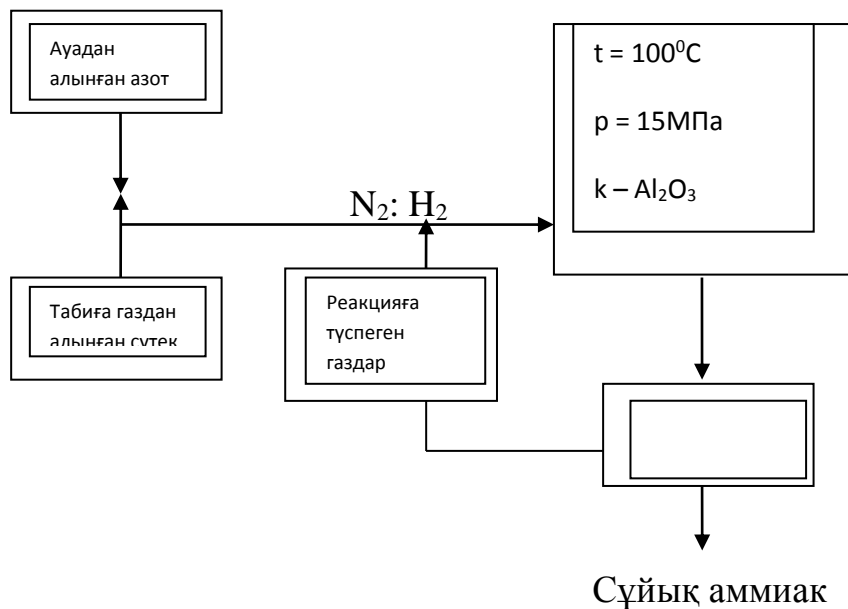 Ауадан
алынған азот
t = 100⁰C
p = 15МПа
k – Al₂O₃
N₂: H₂
Табиға газдан
алынған сутек
Реакцияға
түспеген
газдар
Сұйық аммиак